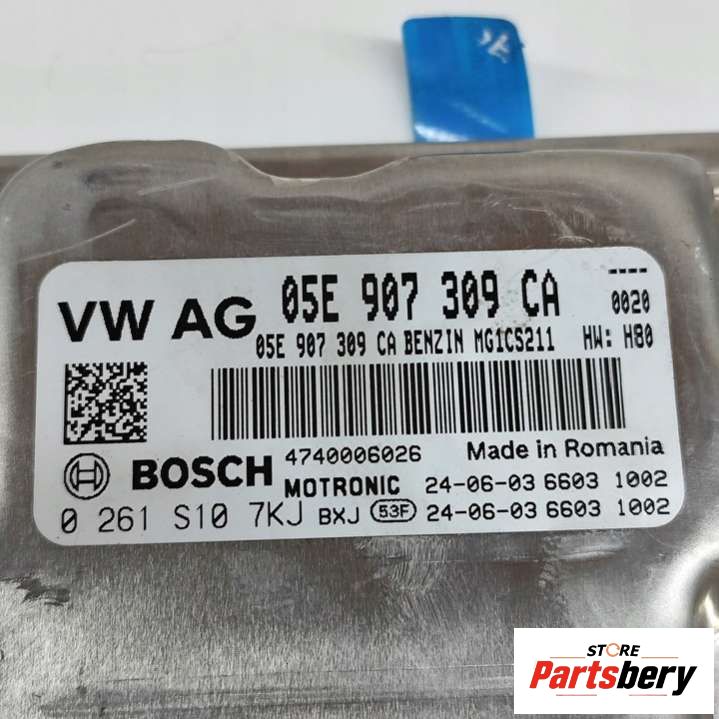 VW AG 05E 907 309 CA ----
0020
05E 907 309 CA BENZIN MG1CS211 HW: H80
BOSCH 4740006026 Made in Romania
MOTRONIC 24-06-03 6603 1002
0 261 S10 7KJ BXJ 53F 24-06-03 6603 1002
STORE
Partsbery